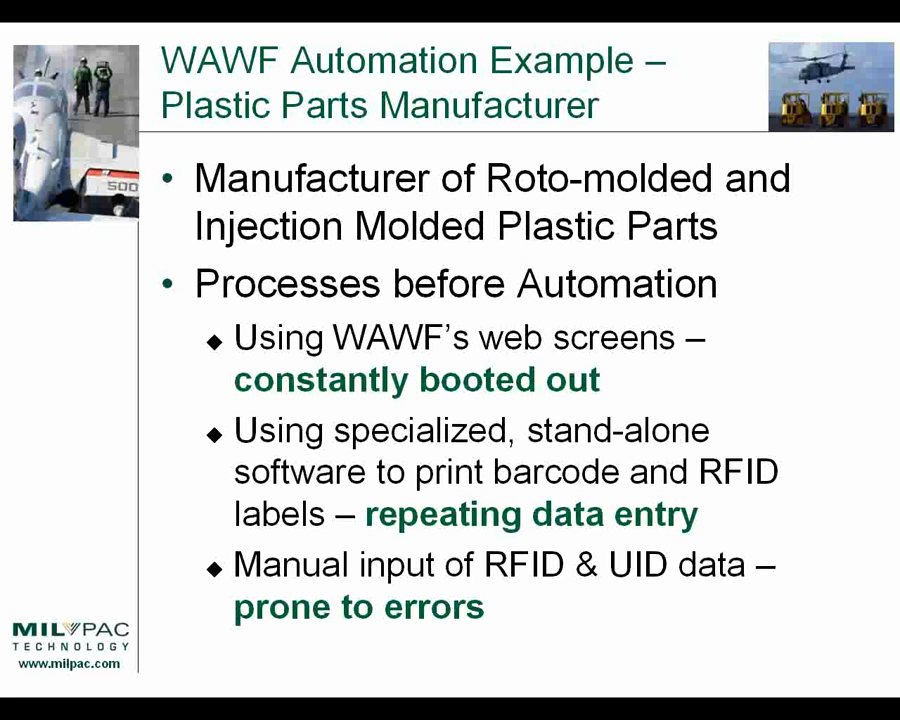 WAWF Automation Example –
Plastic Parts Manufacturer
500
• Manufacturer of Roto-molded and
Injection Molded Plastic Parts
• Processes before Automation
◆ Using WAWF's web screens –
constantly booted out
◆ Using specialized, stand-alone
software to print barcode and RFID
labels – repeating data entry
◆ Manual input of RFID & UID data –
prone to errors
MILPAC
TECHNOLOGY
www.milpac.com